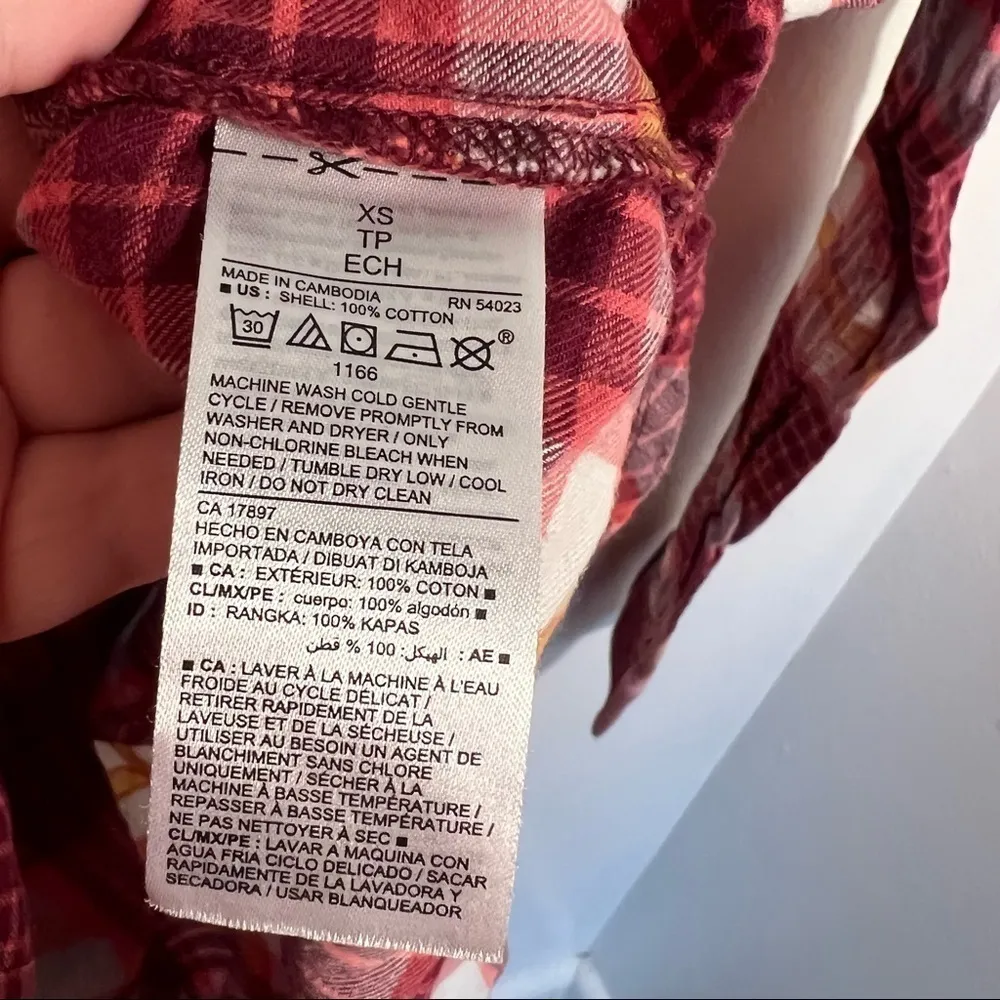 XS
TP
ECH
MADE IN CAMBODIA RN 54023
■ US : SHELL: 100% COTTON
30 ®
1166
MACHINE WASH COLD GENTLE
CYCLE / REMOVE PROMPTLY FROM
WASHER AND DRYER / ONLY
NON-CHLORINE BLEACH WHEN
NEEDED / TUMBLE DRY LOW / COOL
IRON / DO NOT DRY CLEAN
CA 17897
HECHO EN CAMBOYA CON TELA
IMPORTADA / DIBUAT DI KAMBOJA
■ CA : EXTÉRIEUR: 100% COTON ■
CL/MX/PE : cuerpo: 100% algodón ■
ID : RANGKA: 100% KAPAS
■ AE : الهيكل: 100 % قطن
■ CA : LAVER À LA MACHINE À L'EAU
FROIDE AU CYCLE DÉLICAT /
RETIRER RAPIDEMENT DE LA
LAVEUSE ET DE LA SÉCHEUSE /
UTILISER AU BESOIN UN AGENT DE
BLANCHIMENT SANS CHLORE
UNIQUEMENT / SÉCHER À LA
MACHINE À BASSE TEMPÉRATURE /
REPASSER À BASSE TEMPÉRATURE /
NE PAS NETTOYER À SEC ■
CL/MX/PE : LAVAR A MAQUINA CON
AGUA FRIA CICLO DELICADO / SACAR
RAPIDAMENTE DE LA LAVADORA Y
SECADORA / USAR BLANQUEADOR